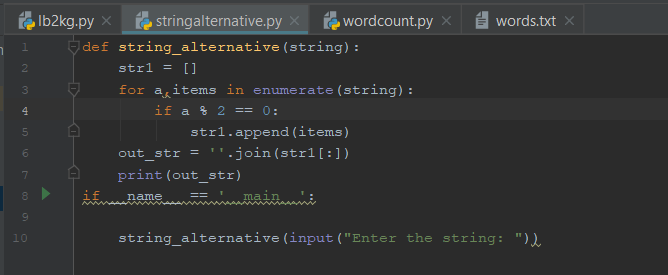 lb2kg.py × stringalternative.py × wordcount.py × words.txt ×
1 def string_alternative(string):
2     str1 = []
3     for a,items in enumerate(string):
4         if a % 2 == 0:
5             str1.append(items)
6     out_str = ''.join(str1[:])
7     print(out_str)
8 if __name__ == '__main__':
9
10     string_alternative(input("Enter the string: "))